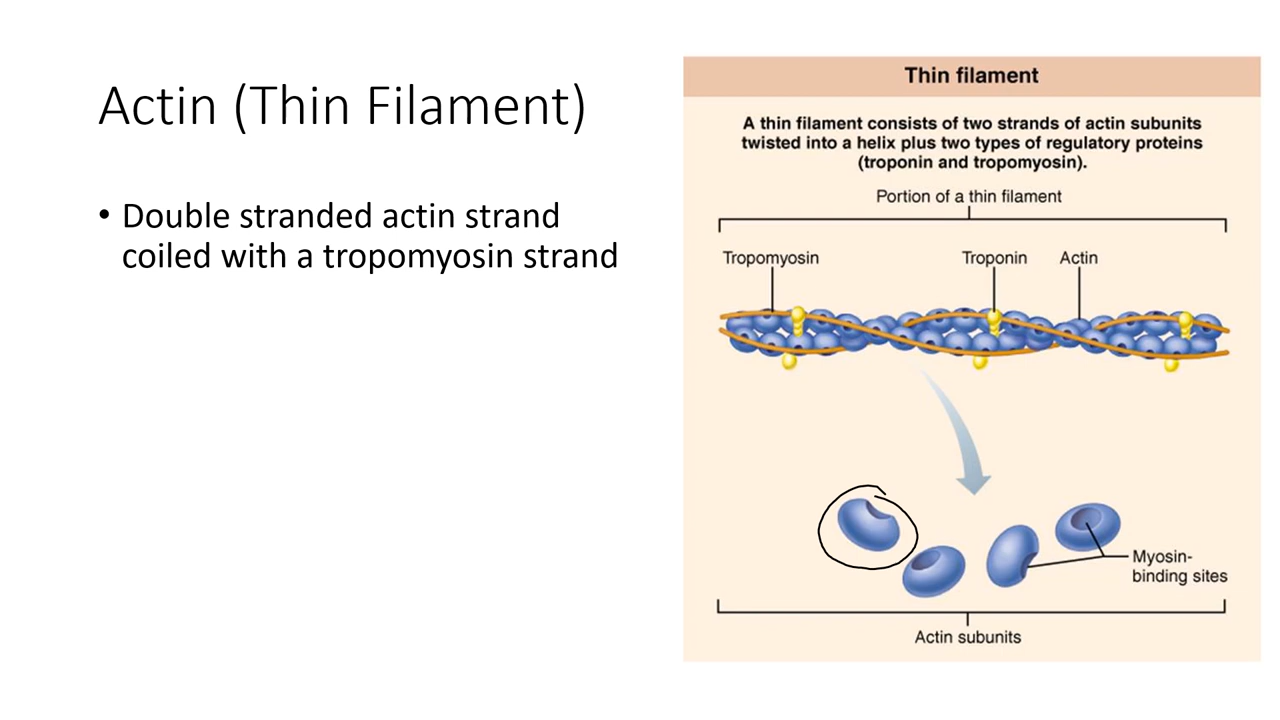 Actin (Thin Filament)
• Double stranded actin strand
coiled with a tropomyosin strand
Thin filament
A thin filament consists of two strands of actin subunits
twisted into a helix plus two types of regulatory proteins
(troponin and tropomyosin).
Portion of a thin filament
Tropomyosin Troponin Actin
Myosin-
binding sites
Actin subunits